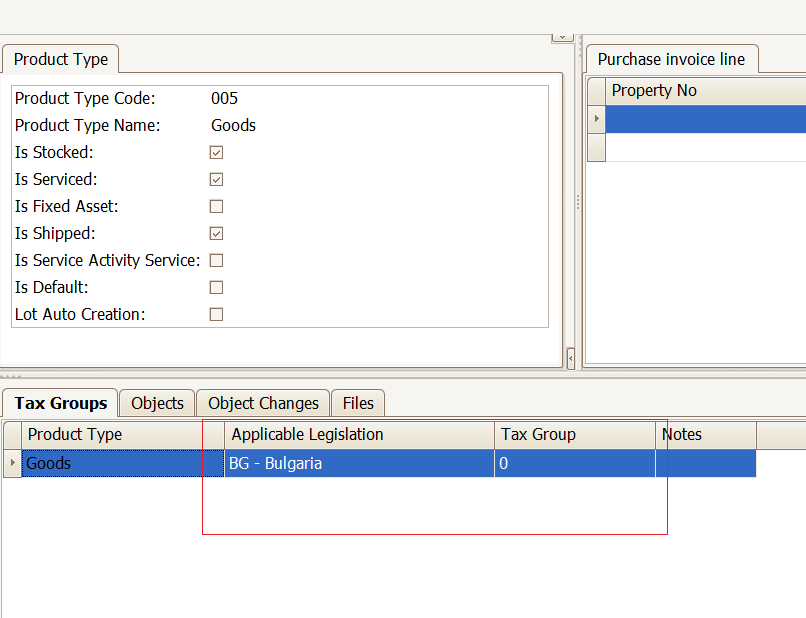 Product Type
Product Type Code: 005
Product Type Name: Goods
Is Stocked:
Is Serviced:
Is Fixed Asset:
Is Shipped:
Is Service Activity Service:
Is Default:
Lot Auto Creation:
Purchase invoice line
Property No
Tax Groups Objects Object Changes Files
Product Type Applicable Legislation Tax Group Notes
Goods BG - Bulgaria 0